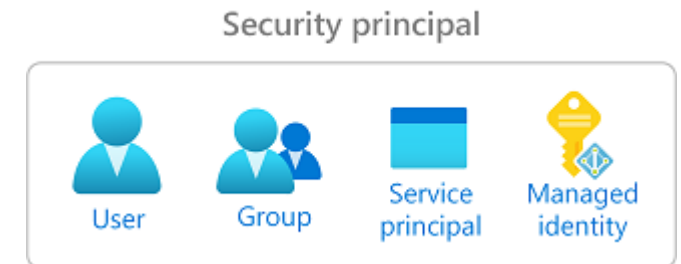 Security principal
User
Group
Service
principal
Managed
identity